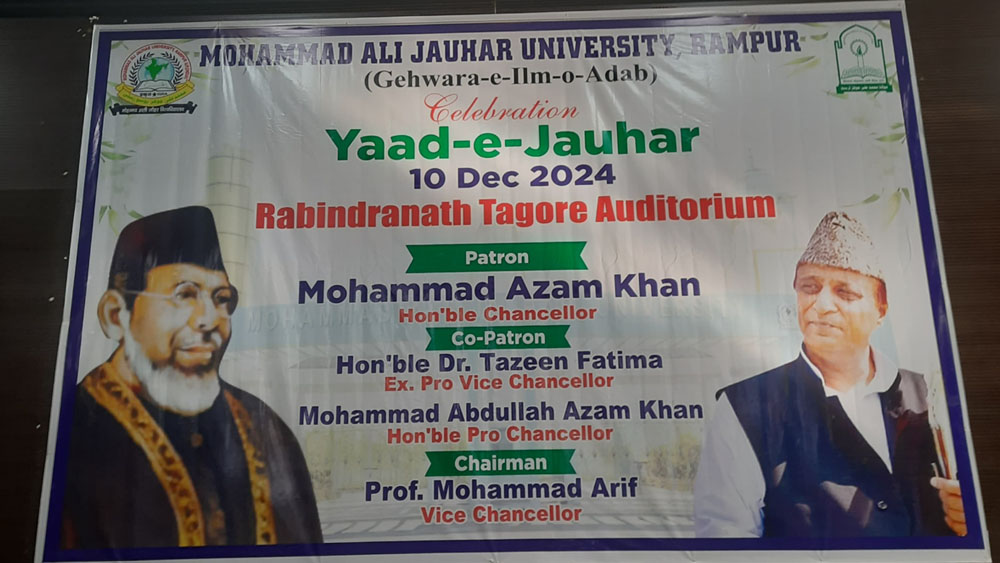 "MOHAMMAD ALI JAUHAR UNIVERSITY, RAMPUR"
(Gehwara-e-Ilm-o-Adab)
Celebration
Yaad-e-Jauhar
10 Dec 2024
Rabindranath Tagore Auditorium
Patron
Mohammad Azam Khan
Hon'ble Chancellor
Co-Patron
Hon'ble Dr. Tazeen Fatima
Ex. Pro Vice Chancellor
Mohammad Abdullah Azam Khan
Hon'ble Pro Chancellor
Chairman
Prof. Mohammad Arif
Vice Chancellor